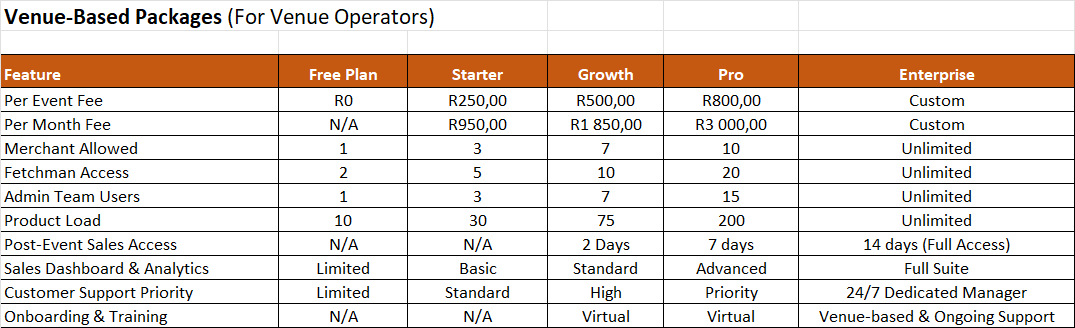 Venue-Based Packages (For Venue Operators)
Feature Free Plan Starter Growth Pro Enterprise
Per Event Fee R0 R250,00 R500,00 R800,00 Custom
Per Month Fee N/A R950,00 R1 850,00 R3 000,00 Custom
Merchant Allowed 1 3 7 10 Unlimited
Fetchman Access 2 5 10 20 Unlimited
Admin Team Users 1 3 7 15 Unlimited
Product Load 10 30 75 200 Unlimited
Post-Event Sales Access N/A N/A 2 Days 7 days 14 days (Full Access)
Sales Dashboard & Analytics Limited Basic Standard Advanced Full Suite
Customer Support Priority Limited Standard High Priority 24/7 Dedicated Manager
Onboarding & Training N/A N/A Virtual Virtual Venue-based & Ongoing Support